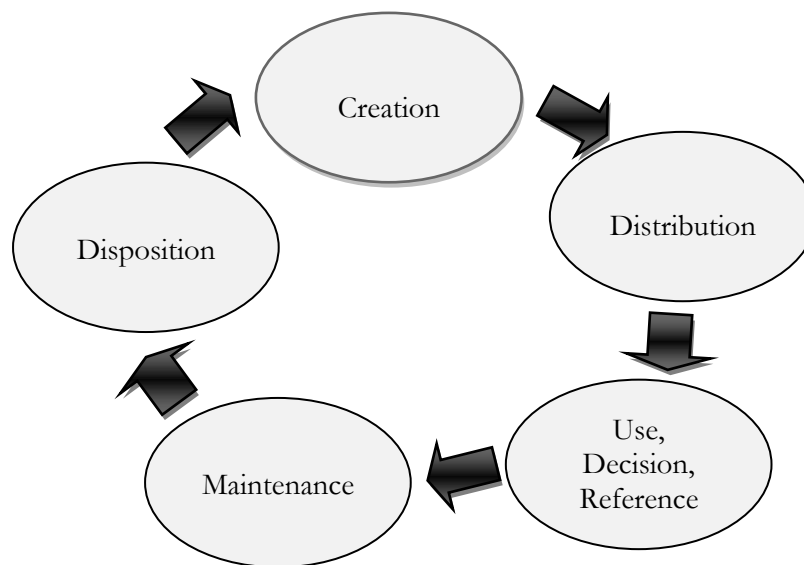 Creation
Distribution
Use,
Decision,
Reference
Maintenance
Disposition